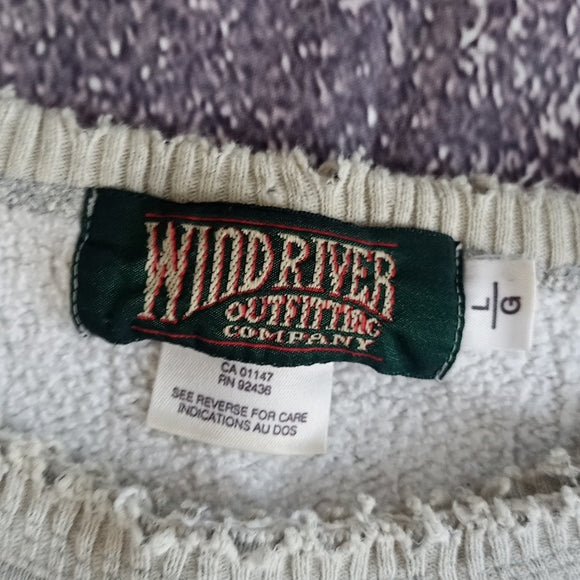 WINDRIVER
OUTFITTING
COMPANY
L/G
CA 01147
RN 92436
SEE REVERSE FOR CARE
INDICATIONS AU DOS